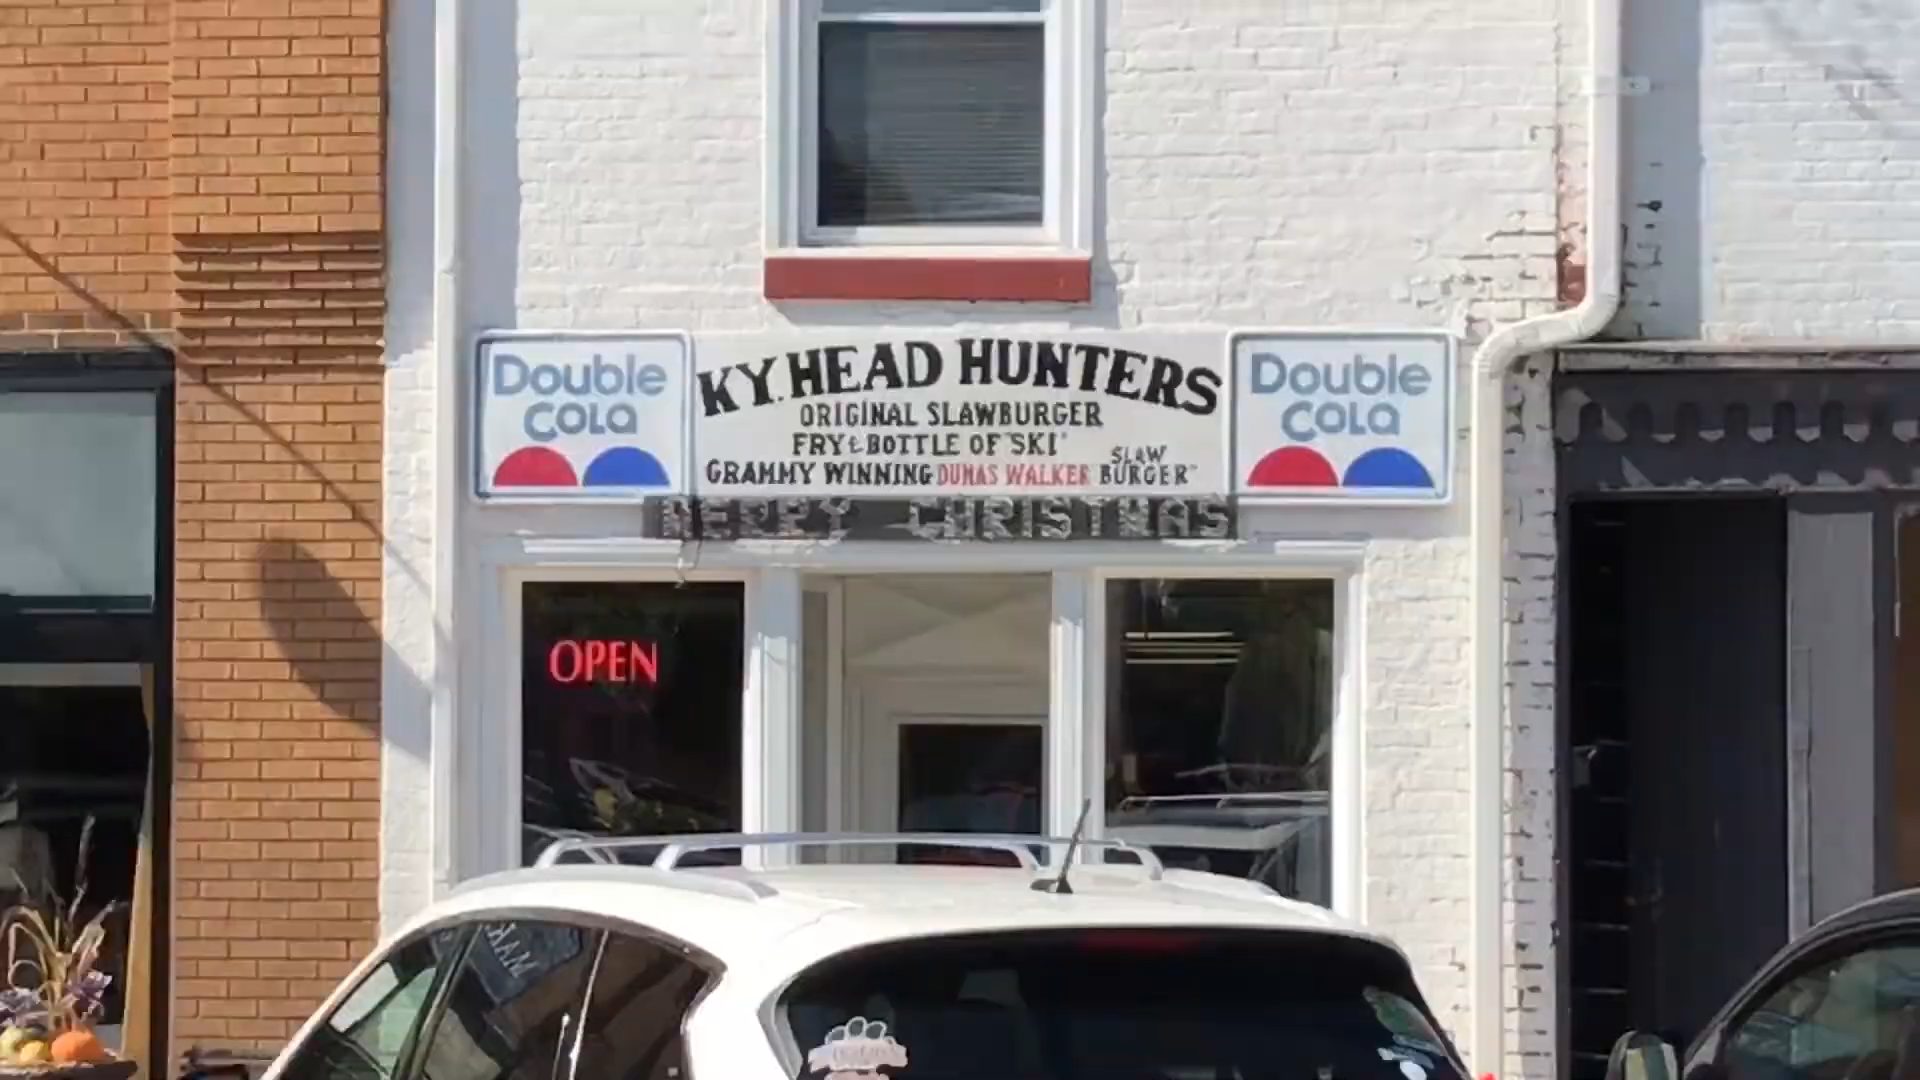 Double
Cola
KY. HEAD HUNTERS
ORIGINAL SLAWBURGER
FRY & BOTTLE OF "SKI"
GRAMMY WINNING DUMAS WALKER SLAW BURGER"
Double
Cola
MERRY CHRISTMAS
OPEN